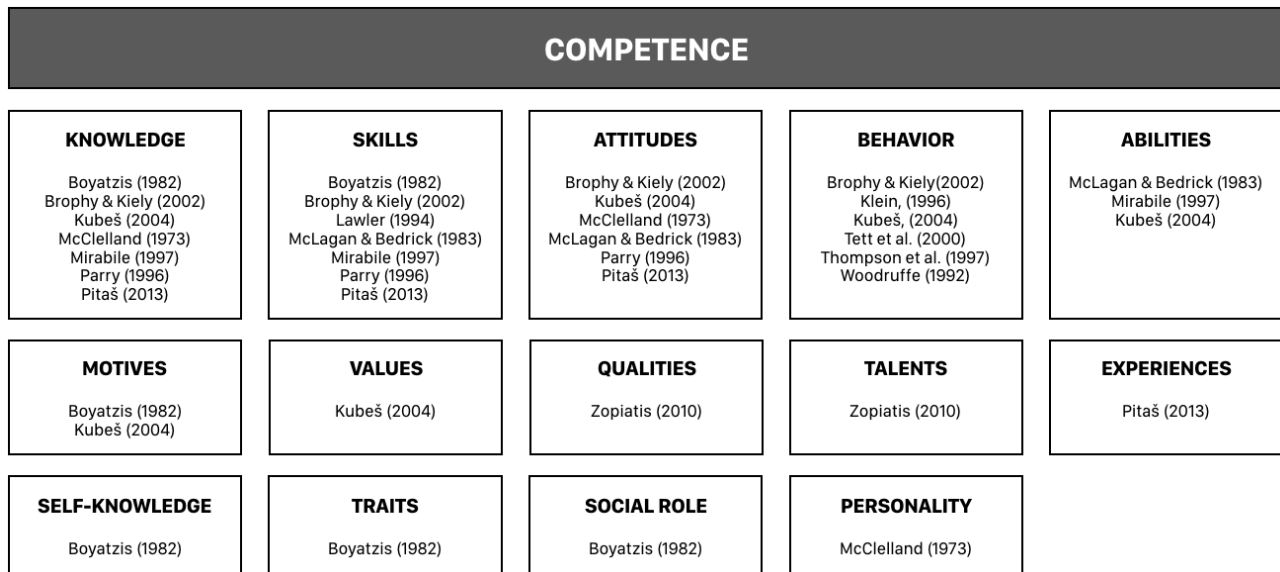 COMPETENCE
KNOWLEDGE
Boyatzis (1982)
Brophy & Kiely (2002)
Kubeš (2004)
McClelland (1973)
Mirabile (1997)
Parry (1996)
Pitaš (2013)
SKILLS
Boyatzis (1982)
Brophy & Kiely (2002)
Lawler (1994)
McLagan & Bedrick (1983)
Mirabile (1997)
Parry (1996)
Pitaš (2013)
ATTITUDES
Brophy & Kiely (2002)
Kubeš (2004)
McClelland (1973)
McLagan & Bedrick (1983)
Parry (1996)
Pitaš (2013)
BEHAVIOR
Brophy & Kiely(2002)
Klein, (1996)
Kubeš, (2004)
Tett et al. (2000)
Thompson et al. (1997)
Woodruffe (1992)
ABILITIES
McLagan & Bedrick (1983)
Mirabile (1997)
Kubeš (2004)
MOTIVES
Boyatzis (1982)
Kubeš (2004)
VALUES
Kubeš (2004)
QUALITIES
Zopiatis (2010)
TALENTS
Zopiatis (2010)
EXPERIENCES
Pitaš (2013)
SELF-KNOWLEDGE
Boyatzis (1982)
TRAITS
Boyatzis (1982)
SOCIAL ROLE
Boyatzis (1982)
PERSONALITY
McClelland (1973)